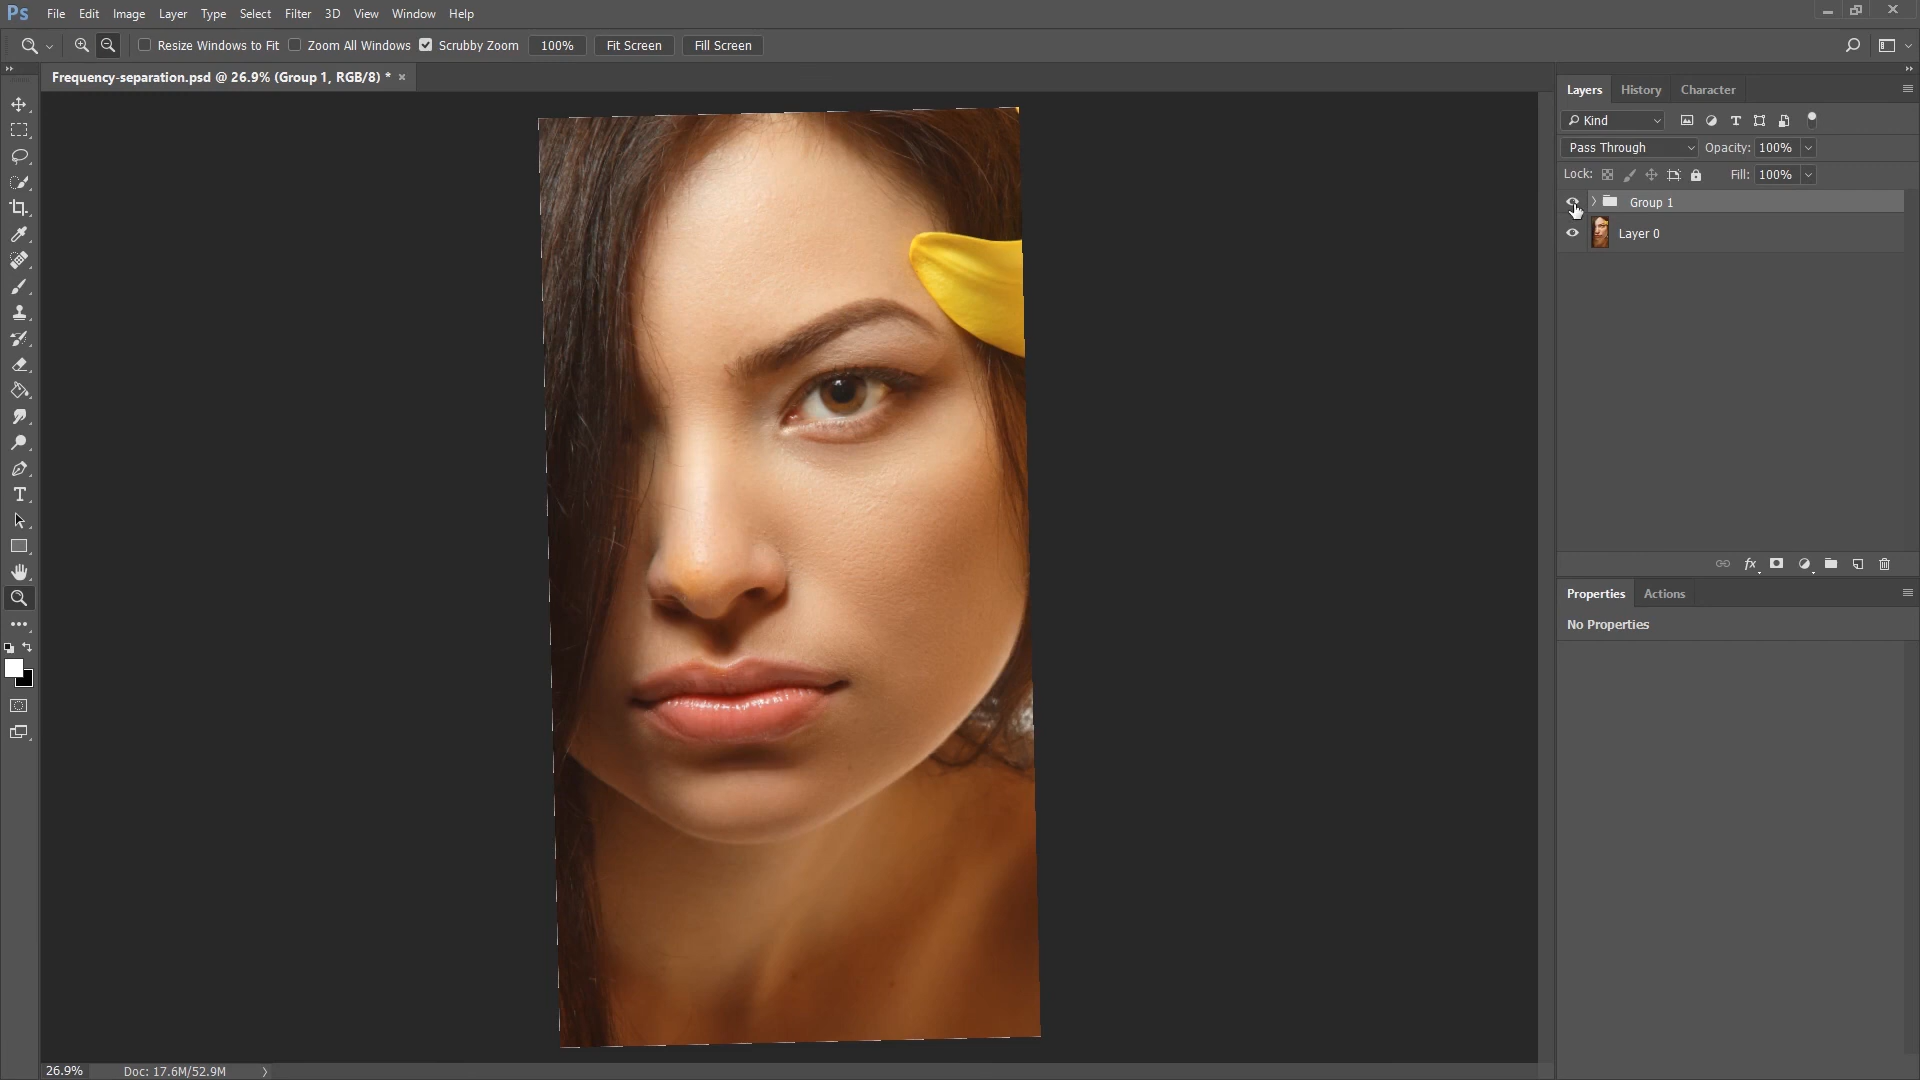 Ps File Edit Image Layer Type Select Filter 3D View Window Help
Resize Windows to Fit Zoom All Windows Scrubby Zoom 100% Fit Screen Fill Screen
Frequency-separation.psd @ 26.9% (Group 1, RGB/8) * ×
Layers History Character
Kind
Pass Through Opacity: 100%
Lock: Fill: 100%
Group 1
Layer 0
fx
Properties Actions
No Properties
26.9% Doc: 17.6M/52.9M